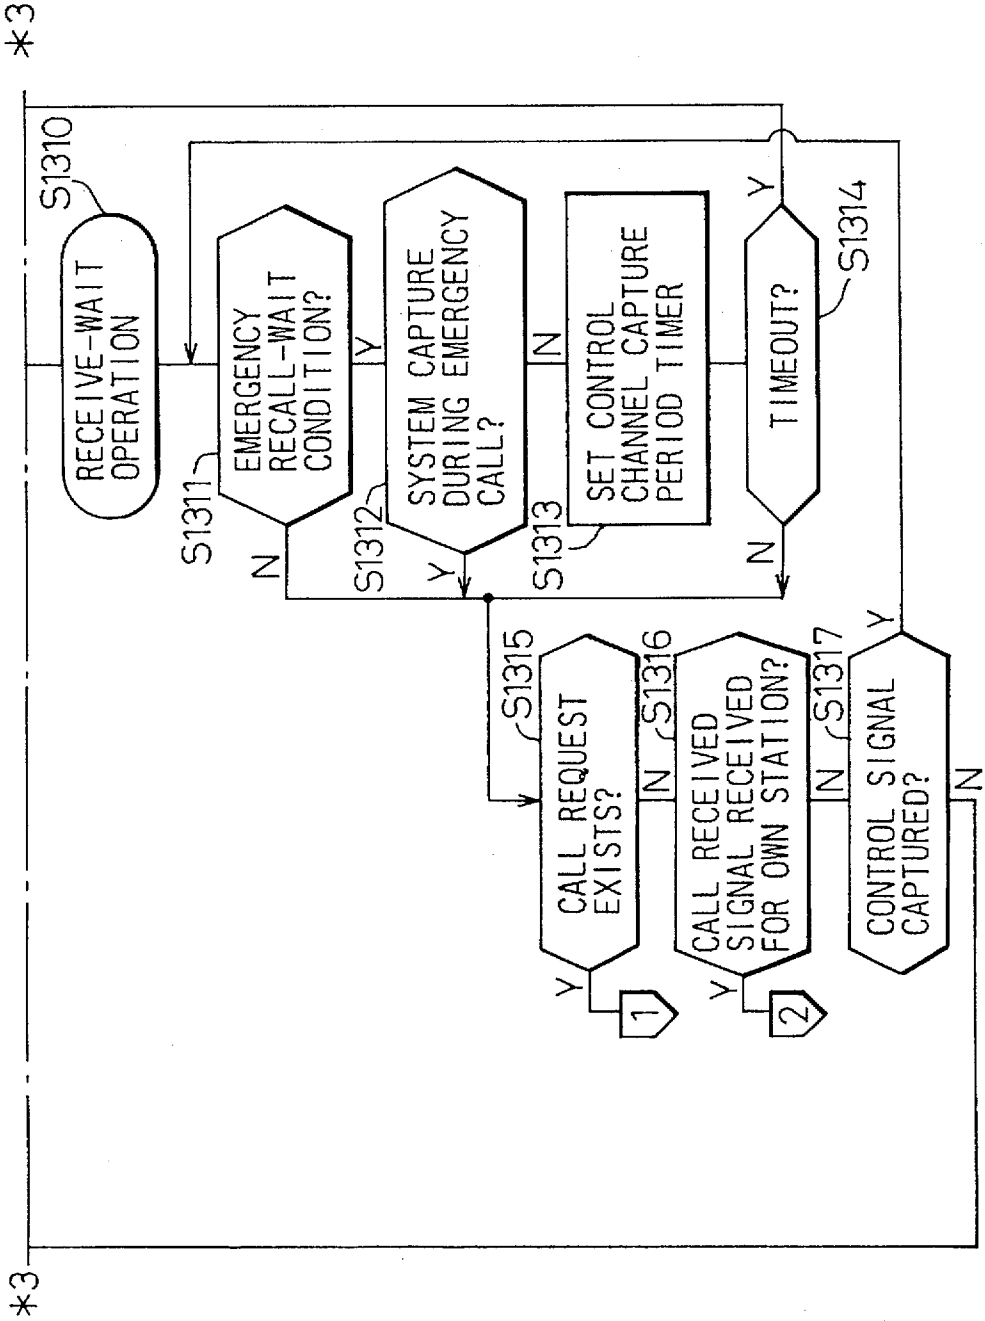 *3
*3
S1310
RECEIVE-WAIT
OPERATION
S1311
EMERGENCY
RECALL-WAIT
CONDITION?
N
Y
S1312
SYSTEM CAPTURE
DURING EMERGENCY
CALL?
Y
N
S1313
SET CONTROL
CHANNEL CAPTURE
PERIOD TIMER
TIMEOUT?
S1314
N
Y
S1315
CALL REQUEST
EXISTS?
Y
1
N
S1316
CALL RECEIVED
SIGNAL RECEIVED
FOR OWN STATION?
Y
2
N
S1317
CONTROL SIGNAL
CAPTURED?
Y
N